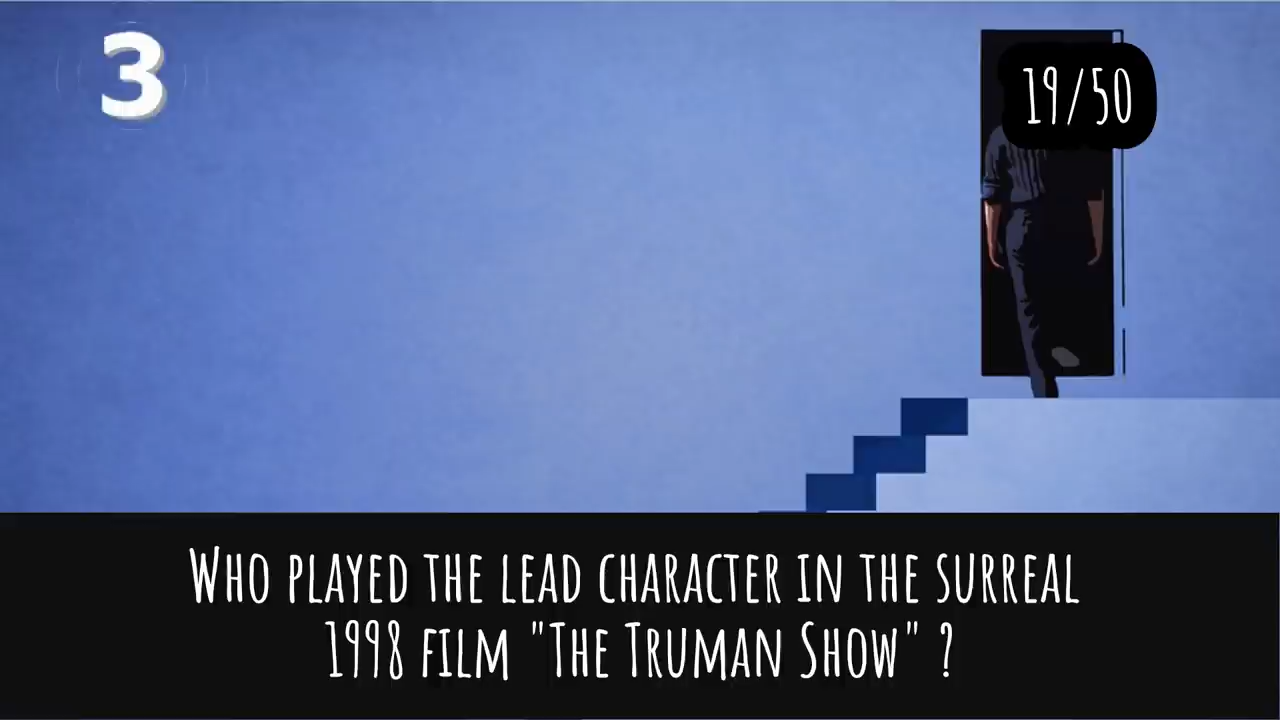 3
19/50
Who played the lead character in the surreal
1998 film "The Truman Show" ?